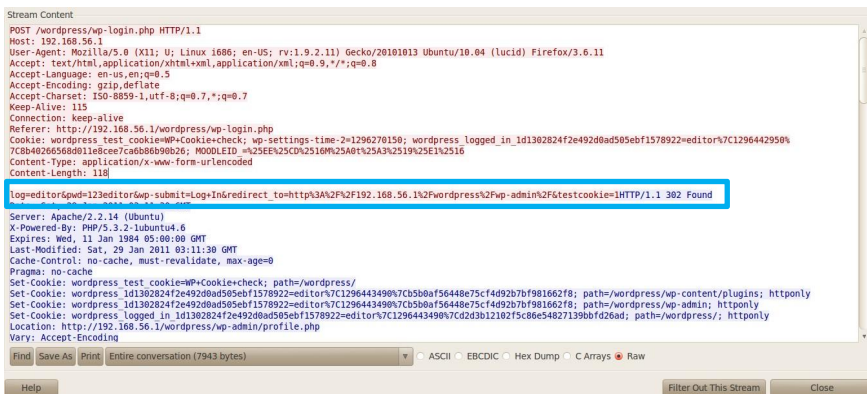 Stream Content
POST /wordpress/wp-login.php HTTP/1.1
Host: 192.168.56.1
User-Agent: Mozilla/5.0 (X11; U; Linux i686; en-US; rv:1.9.2.11) Gecko/20101013 Ubuntu/10.04 (lucid) Firefox/3.6.11
Accept: text/html,application/xhtml+xml,application/xml;q=0.9,*/*;q=0.8
Accept-Language: en-us,en;q=0.5
Accept-Encoding: gzip,deflate
Accept-Charset: ISO-8859-1,utf-8;q=0.7,*;q=0.7
Keep-Alive: 115
Connection: keep-alive
Referer: http://192.168.56.1/wordpress/wp-login.php
Cookie: wordpress_test_cookie=WP+Cookie+check; wp-settings-time-2=1296270150; wordpress_logged_in_1d1302824f2e492d0ad505ebf1578922=editor%7C1296442950%
7C8b40266568d011e8cee7ca6b86b90b26; MOODLEID_=%25EE%25CD%2516M%25A0t%25A3%2519%25E1%2516
Content-Type: application/x-www-form-urlencoded
Content-Length: 118
log=editor&pwd=123editor&wp-submit=Log+In&redirect_to=http%3A%2F%2F192.168.56.1%2Fwordpress%2Fwp-admin%2F&testcookie=1HTTP/1.1 302 Found
Server: Apache/2.2.14 (Ubuntu)
X-Powered-By: PHP/5.3.2-1ubuntu4.6
Expires: Wed, 11 Jan 1984 05:00:00 GMT
Last-Modified: Sat, 29 Jan 2011 03:11:30 GMT
Cache-Control: no-cache, must-revalidate, max-age=0
Pragma: no-cache
Set-Cookie: wordpress_test_cookie=WP+Cookie+check; path=/wordpress/
Set-Cookie: wordpress_1d1302824f2e492d0ad505ebf1578922=editor%7C1296443490%7Cb5b0af56448e75cf4d92b7bf981662f8; path=/wordpress/wp-content/plugins; httponly
Set-Cookie: wordpress_1d1302824f2e492d0ad505ebf1578922=editor%7C1296443490%7Cb5b0af56448e75cf4d92b7bf981662f8; path=/wordpress/wp-admin; httponly
Set-Cookie: wordpress_logged_in_1d1302824f2e492d0ad505ebf1578922=editor%7C1296443490%7Cd2d3b12102f5c86e54827139bbfd26ad; path=/wordpress/; httponly
Location: http://192.168.56.1/wordpress/wp-admin/profile.php
Vary: Accept-Encoding
Find Save As Print Entire conversation (7943 bytes) ASCII EBCDIC Hex Dump C Arrays Raw
Help Filter Out This Stream Close